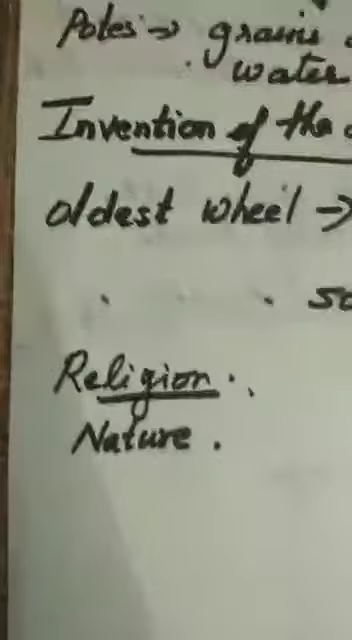 Poles → grains
water
Invention of the
oldest wheel →
Religion :
Nature .